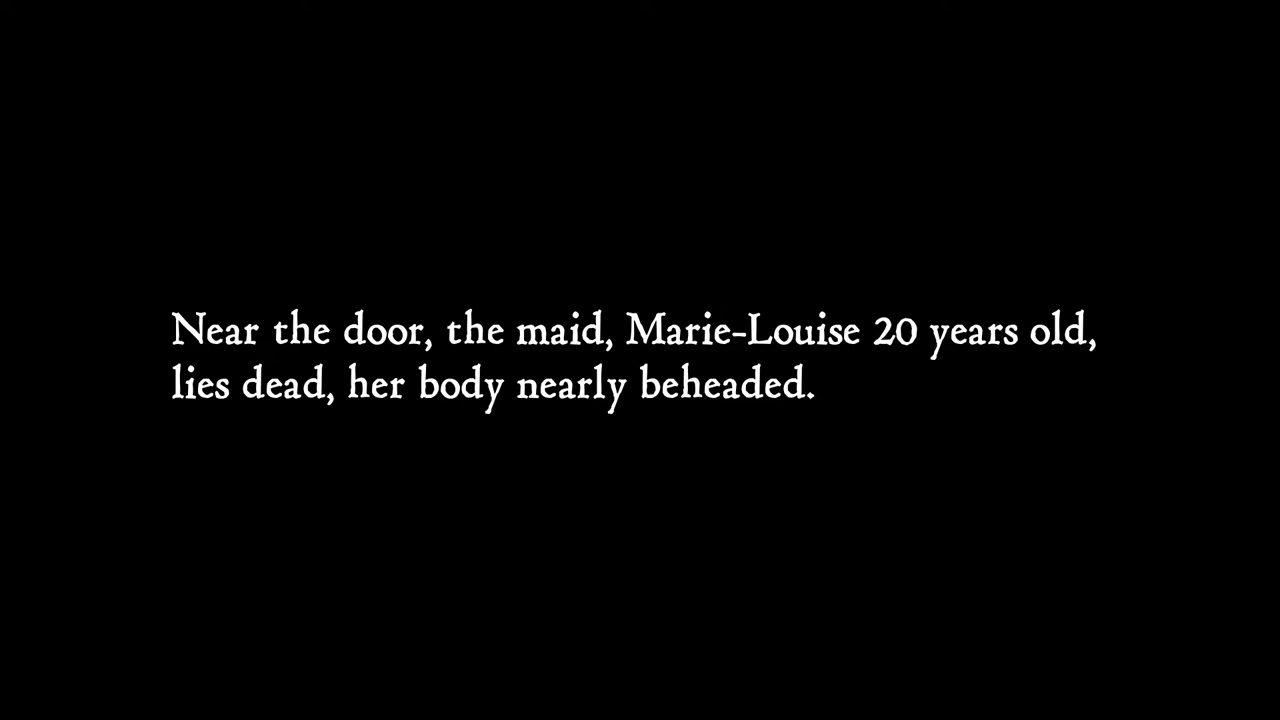 Near the door, the maid, Marie-Louise 20 years old,
lies dead, her body nearly beheaded.